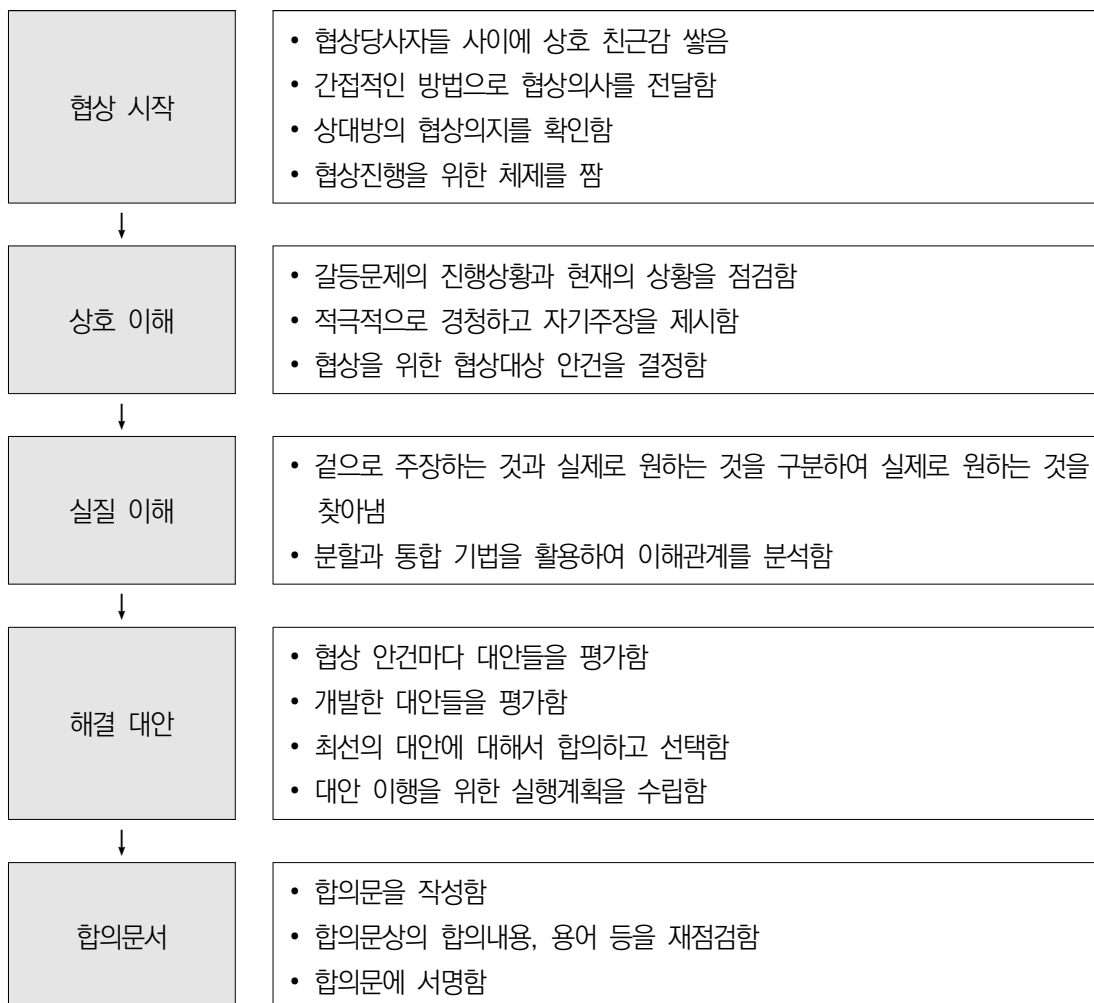 협상 시작
• 협상당사자들 사이에 상호 친근감 쌓음
• 간접적인 방법으로 협상의사를 전달함
• 상대방의 협상의지를 확인함
• 협상진행을 위한 체제를 짬
↓
상호 이해
• 갈등문제의 진행상황과 현재의 상황을 점검함
• 적극적으로 경청하고 자기주장을 제시함
• 협상을 위한 협상대상 안건을 결정함
↓
실질 이해
• 겉으로 주장하는 것과 실제로 원하는 것을 구분하여 실제로 원하는 것을
찾아냄
• 분할과 통합 기법을 활용하여 이해관계를 분석함
↓
해결 대안
• 협상 안건마다 대안들을 평가함
• 개발한 대안들을 평가함
• 최선의 대안에 대해서 합의하고 선택함
• 대안 이행을 위한 실행계획을 수립함
↓
합의문서
• 합의문을 작성함
• 합의문상의 합의내용, 용어 등을 재점검함
• 합의문에 서명함